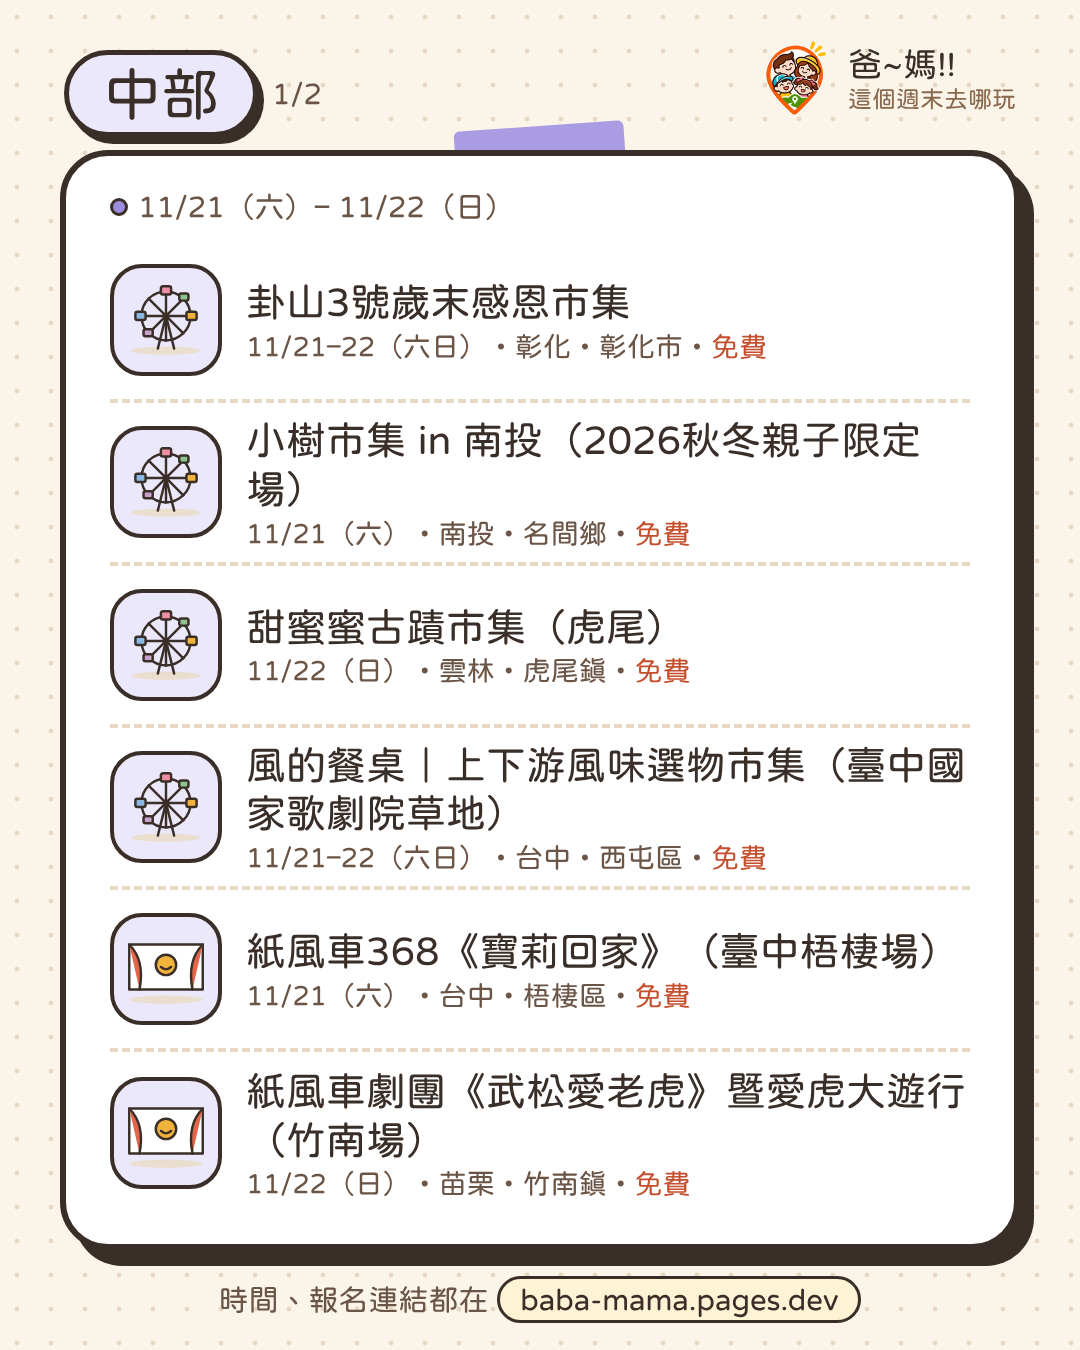 中部
1/2
爸~媽!!
這個週末去哪玩
11/21（六）– 11/22（日）
卦山3號歲末感恩市集
11/21–22（六日）・彰化・彰化市・免費
小樹市集 in 南投（2026秋冬親子限定
場）
11/21（六）・南投・名間鄉・免費
甜蜜蜜古蹟市集（虎尾）
11/22（日）・雲林・虎尾鎮・免費
風的餐桌｜上下游風味選物市集（臺中國
家歌劇院草地）
11/21–22（六日）・台中・西屯區・免費
紙風車368《寶莉回家》（臺中梧棲場）
11/21（六）・台中・梧棲區・免費
紙風車劇團《武松愛老虎》暨愛虎大遊行
（竹南場）
11/22（日）・苗栗・竹南鎮・免費
時間、報名連結都在 baba-mama.pages.dev